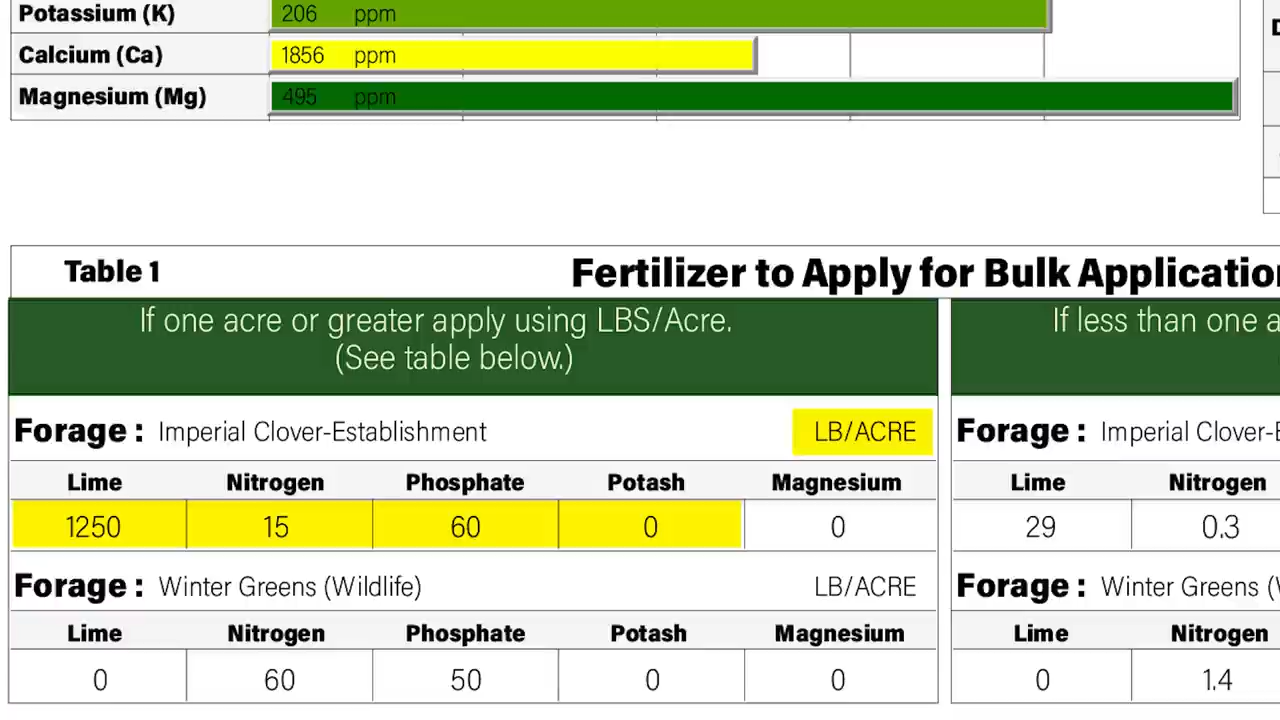 Potassium (K) 206 ppm
Calcium (Ca) 1856 ppm
Magnesium (Mg) 495 ppm
Table 1 Fertilizer to Apply for Bulk
If one acre or greater apply using LBS/Acre.
(See table below.)
If less than one
Forage : Imperial Clover-Establishment LB/ACRE
Lime Nitrogen Phosphate Potash Magnesium
1250 15 60 0 0
Forage : Winter Greens (Wildlife) LB/ACRE
Lime Nitrogen Phosphate Potash Magnesium
0 60 50 0 0
Forage : Imperial
Lime Nitrogen
29 0.3
Forage : Winter Greens
Lime Nitrogen
0 1.4